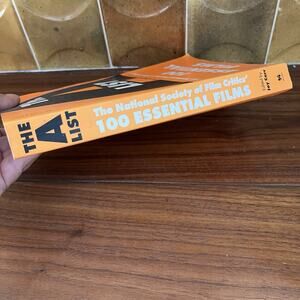 THE
A
LIST
The National Society of Film Critics'
100 ESSENTIAL FILMS